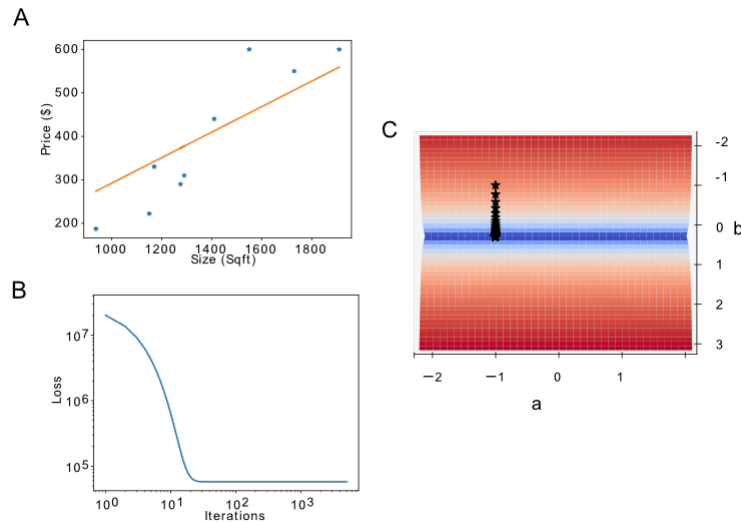 A
600
500
400
300
200
Price ($)
1000 1200 1400 1600 1800
Size (Sqft)
B
10^7
10^6
10^5
Loss
10^0 10^1 10^2 10^3
Iterations
C
-2
-1
0
1
2
3
b
−2 −1 0 1
a